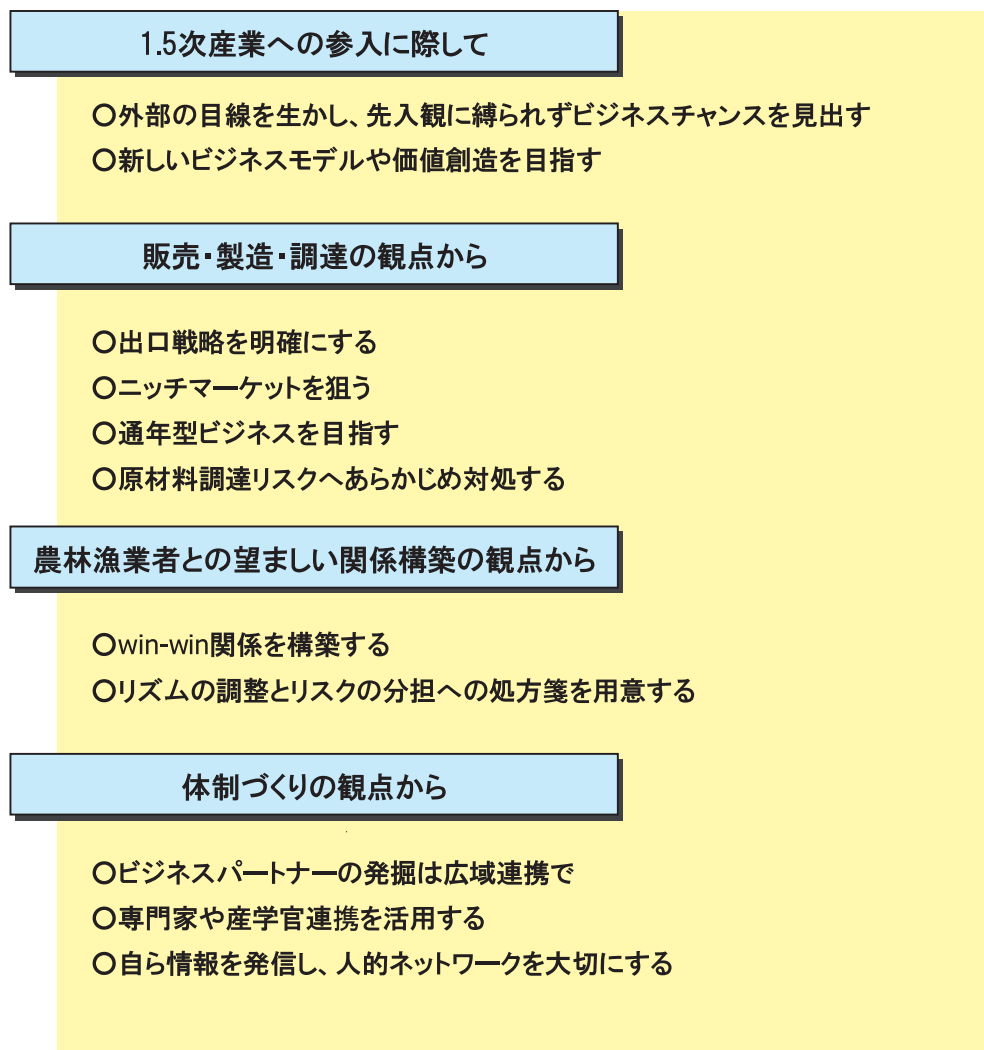 1.5次産業への参入に際して
○外部の目線を生かし、先入観に縛られずビジネスチャンスを見出す
○新しいビジネスモデルや価値創造を目指す
販売・製造・調達の観点から
○出口戦略を明確にする
○ニッチマーケットを狙う
○通年型ビジネスを目指す
○原材料調達リスクへあらかじめ対処する
農林漁業者との望ましい関係構築の観点から
○win-win関係を構築する
○リズムの調整とリスクの分担への処方箋を用意する
体制づくりの観点から
○ビジネスパートナーの発掘は広域連携で
○専門家や産学官連携を活用する
○自ら情報を発信し、人的ネットワークを大切にする